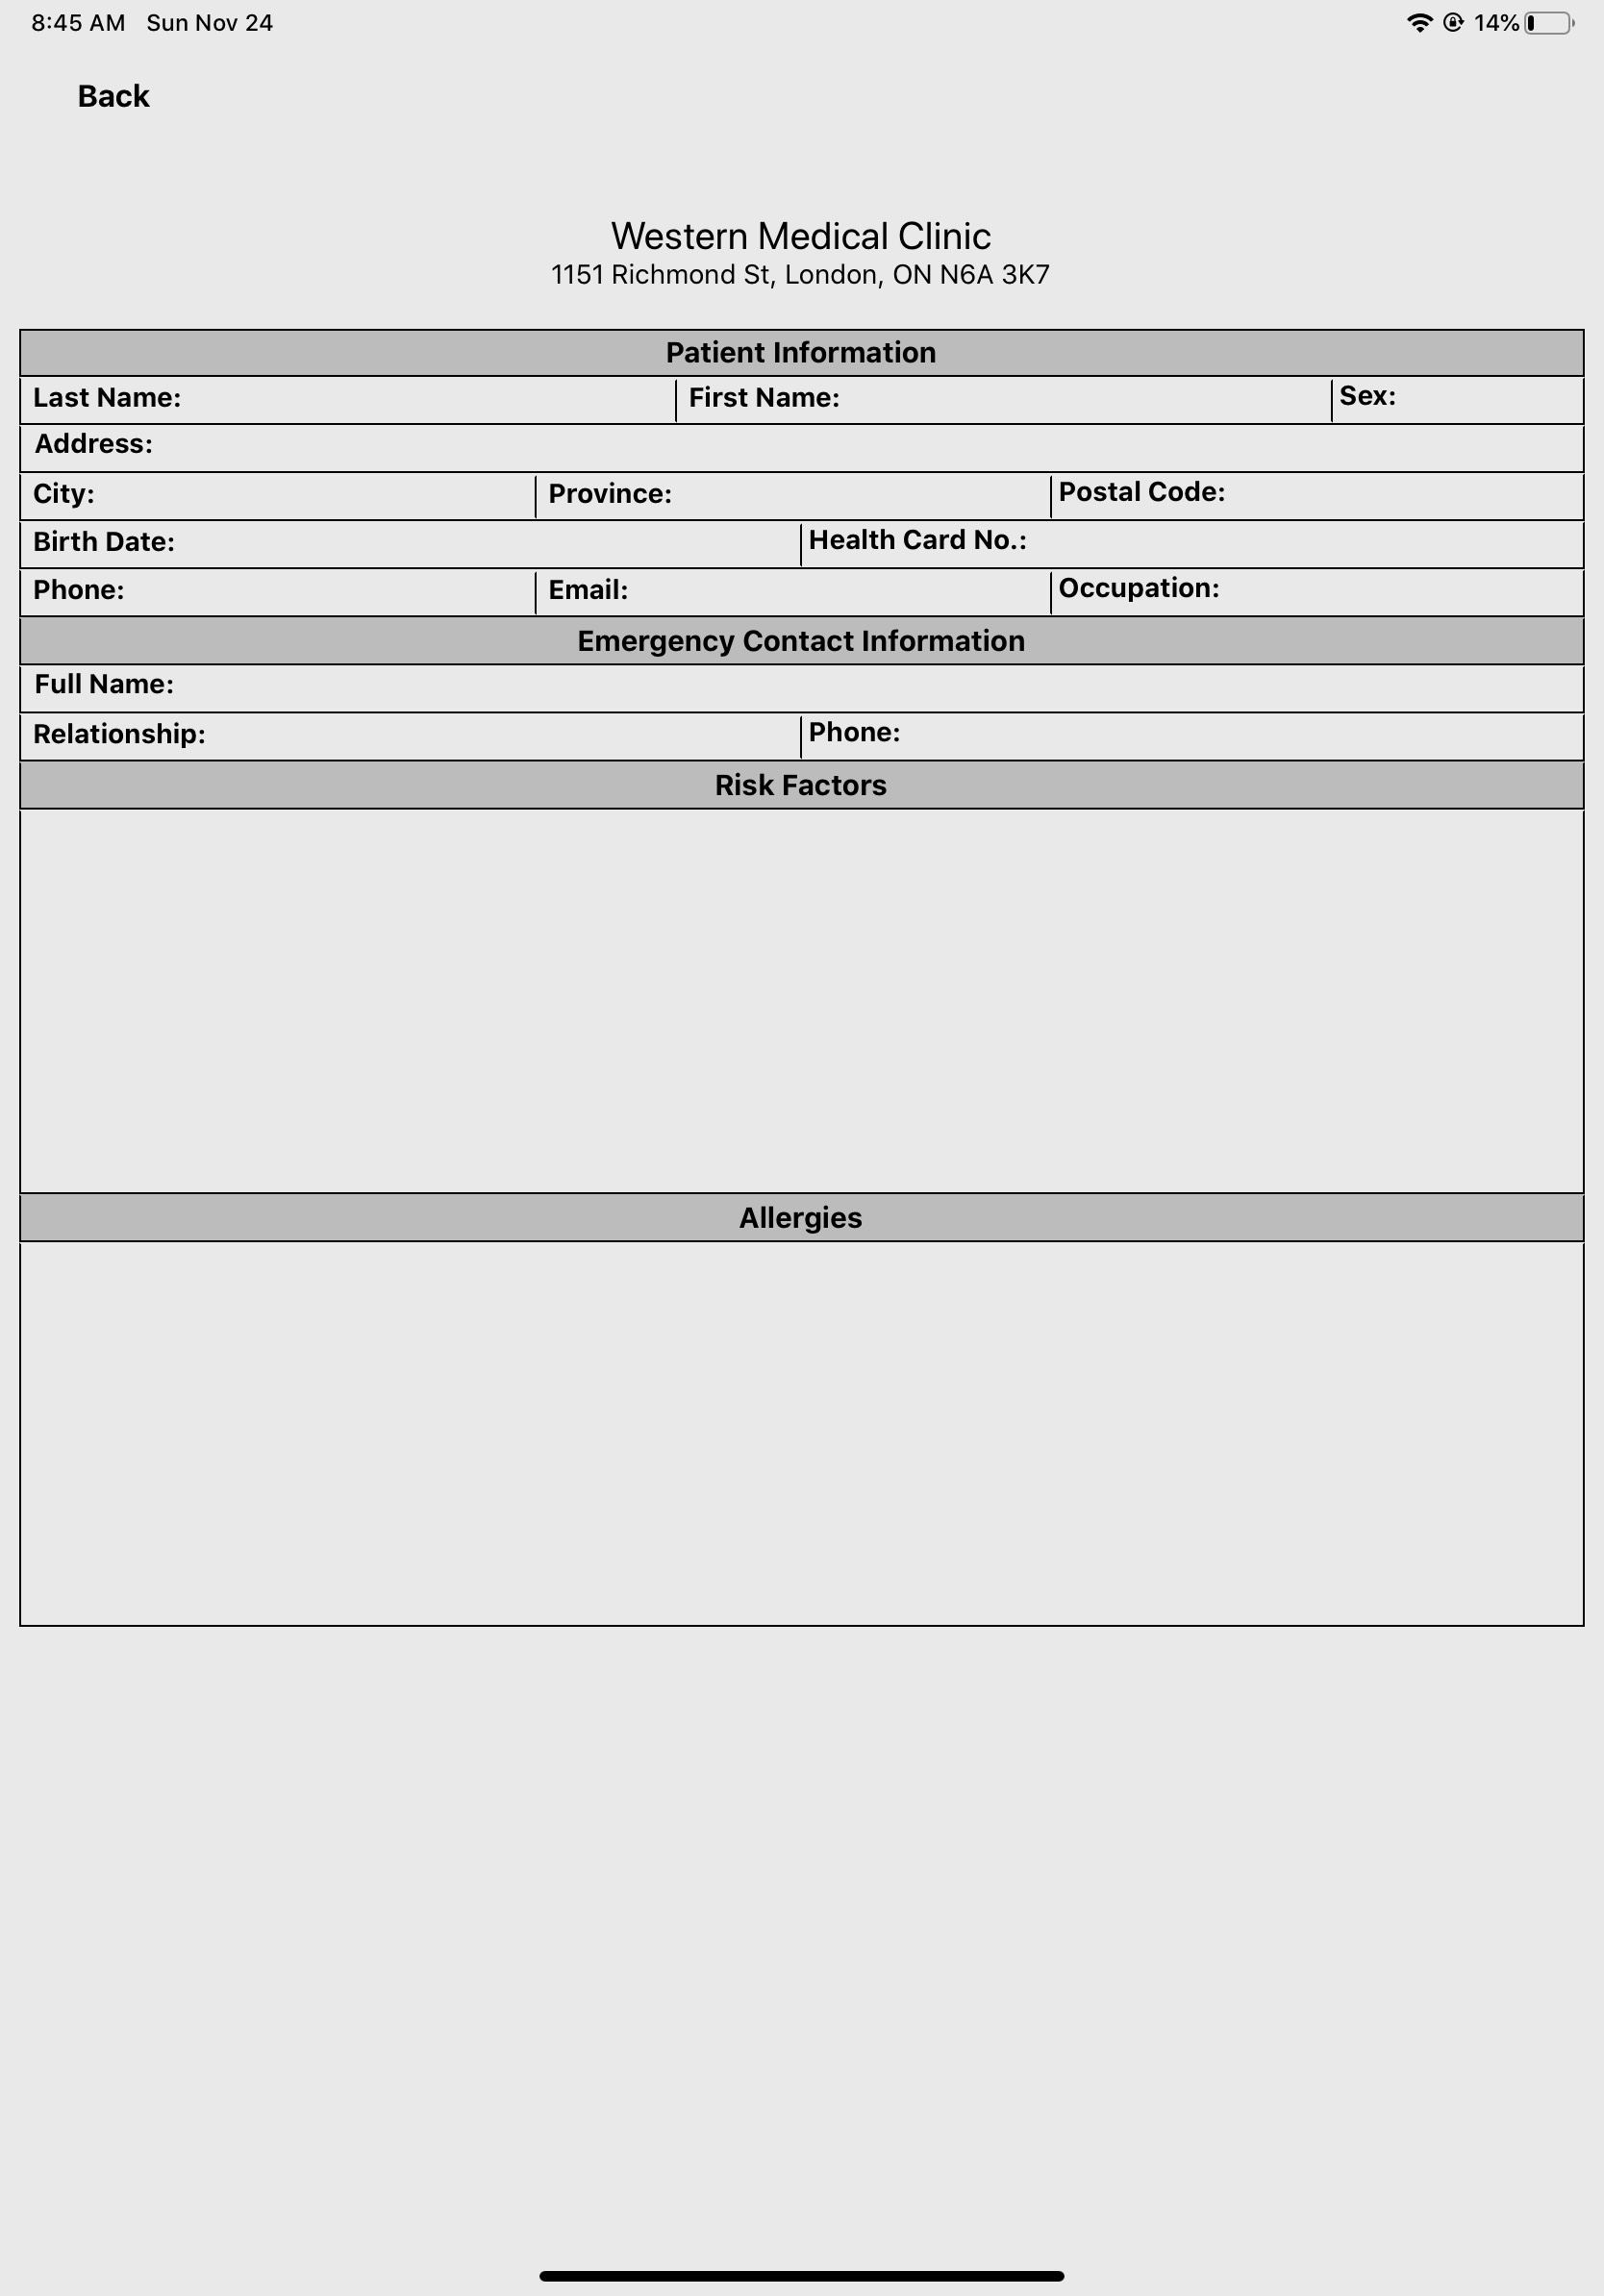 8:45 AM Sun Nov 24 14%
Back
Western Medical Clinic
1151 Richmond St, London, ON N6A 3K7
Patient Information
Last Name: First Name: Sex:
Address:
City: Province: Postal Code:
Birth Date: Health Card No.:
Phone: Email: Occupation:
Emergency Contact Information
Full Name:
Relationship: Phone:
Risk Factors
Allergies